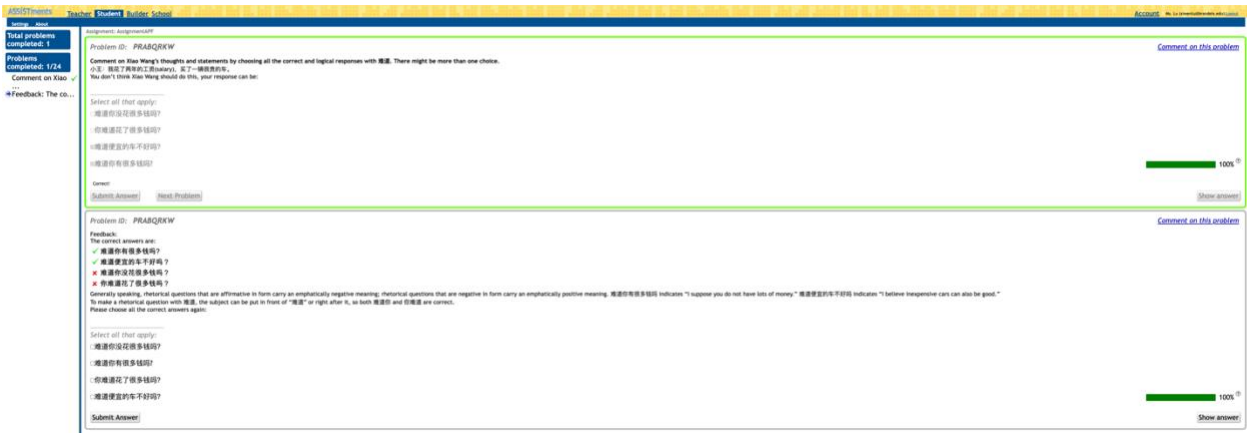 ASSISTments
Teacher Student Builder School
Account
Settings About
Total problems completed: 1
Problems completed: 1/24
Comment on Xiao
...
Feedback: The co...
Assignment: AssignmentAPF
Problem ID: PRABQRKW
Comment on this problem
Comment on Xiao Wang's thoughts and statements by choosing all the correct and logical responses with 难道. There might be more than one choice.
小王：我花了两年的工资(salary)，买了一辆很贵的车。
You don't think Xiao Wang should do this, your response can be:
Select all that apply:
难道你没花很多钱吗?
你难道花了很多钱吗?
难道便宜的车不好吗?
难道你有很多钱吗?
100%
Correct!
Submit Answer Next Problem
Show answer
Problem ID: PRABQRKW
Comment on this problem
Feedback:
The correct answers are:
难道你有很多钱吗?
难道便宜的车不好吗？
难道你没花很多钱吗？
你难道花了很多钱吗？
Generally speaking, rhetorical questions that are affirmative in form carry an emphatically negative meaning; rhetorical questions that are negative in form carry an emphatically positive meaning. 难道你有很多钱吗 indicates "I suppose you do not have lots of money." 难道便宜的车不好吗 indicates "I believe inexpensive cars can also be good."
To make a rhetorical question with 难道, the subject can be put in front of "难道" or right after it, so both 难道你 and 你难道 are correct.
Please choose all the correct answers again:
Select all that apply:
难道你没花很多钱吗?
难道你有很多钱吗?
你难道花了很多钱吗?
难道便宜的车不好吗?
100%
Submit Answer
Show answer